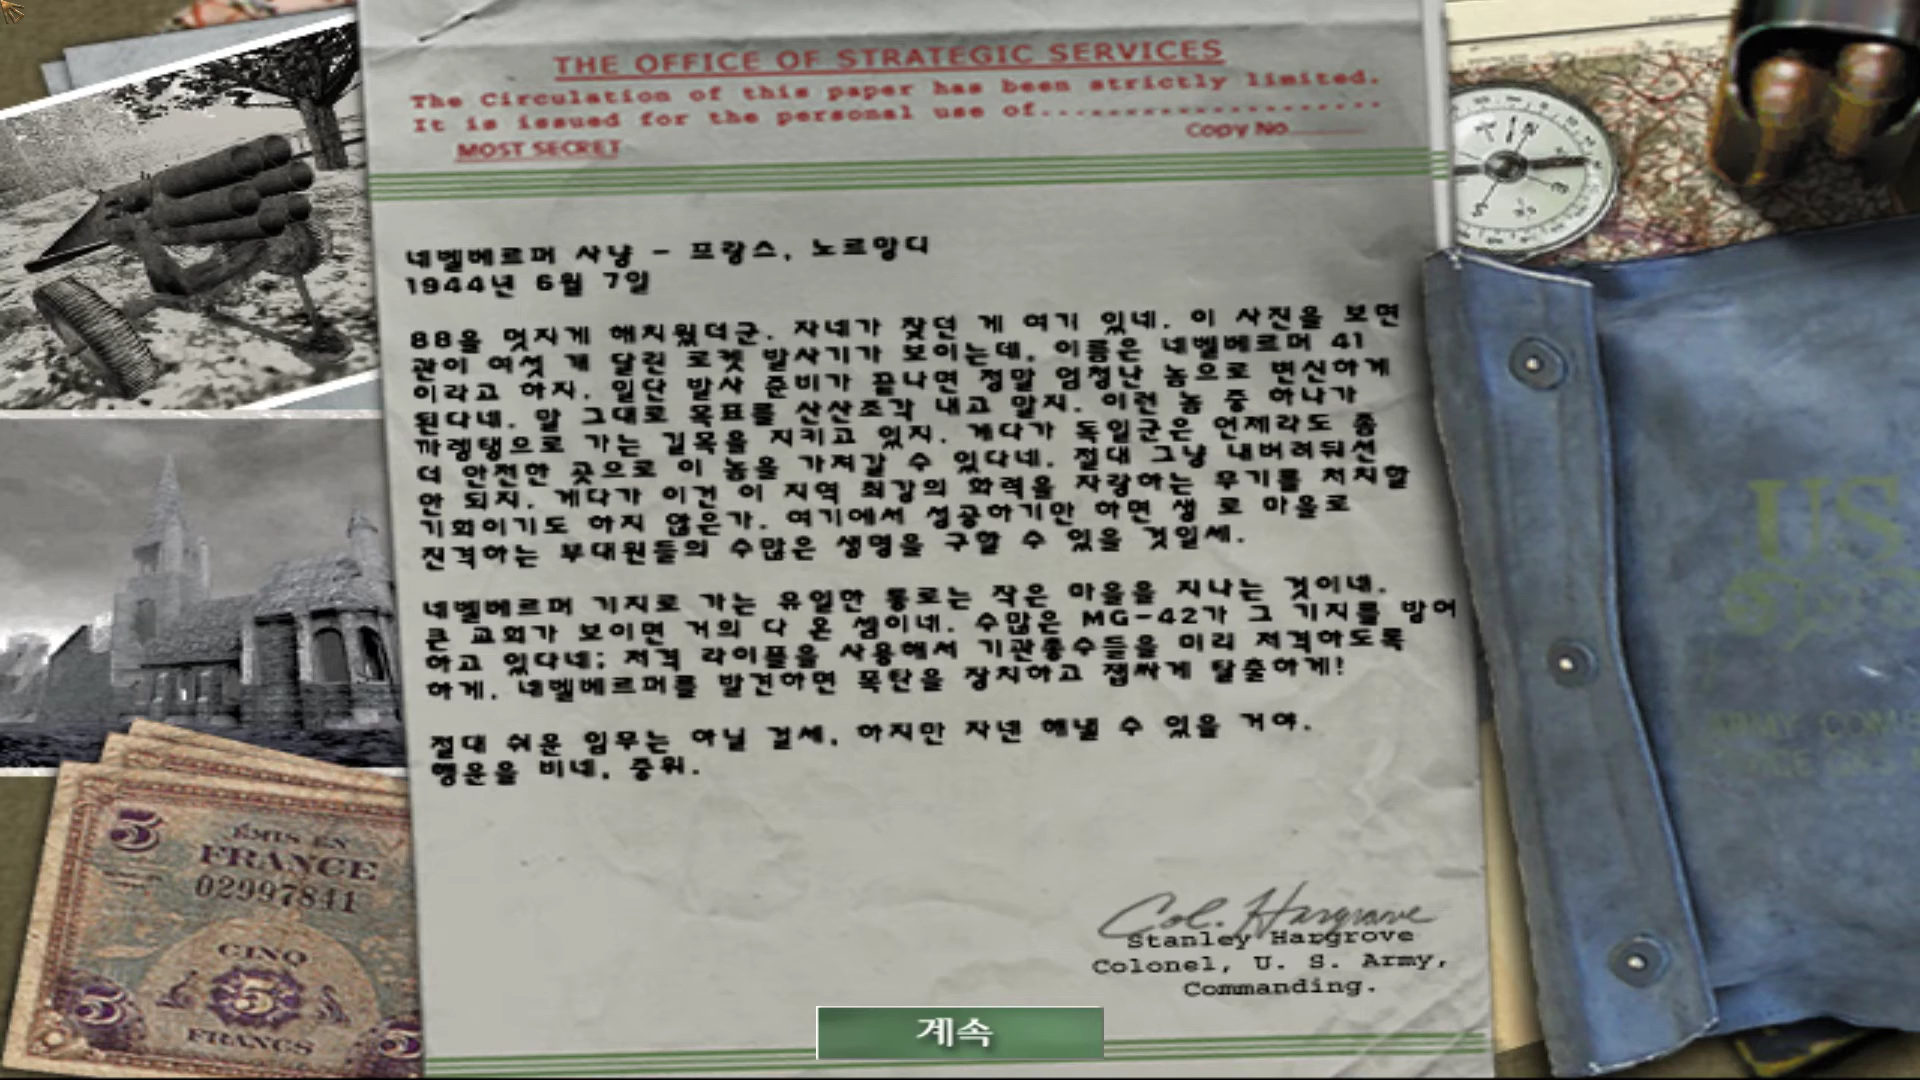 THE OFFICE OF STRATEGIC SERVICES
The Circulation of this paper has been strictly limited.
It is issued for the personal use of....................
Copy No.
MOST SECRET
네벨베르퍼 사냥 - 프랑스, 노르망디
1944년 6월 7일
88을 멋지게 해치웠더군. 자네가 찾던 게 여기 있네. 이 사진을 보면
관이 여섯 개 달린 로켓 발사기가 보이는데, 이름은 네벨베르퍼 41
이라고 하지. 일단 발사 준비가 끝나면 정말 엄청난 놈으로 변신하게
된다네. 말 그대로 목표를 산산조각 내고 말지. 이런 놈 중 하나가
까렝탕으로 가는 길목을 지키고 있지. 게다가 독일군은 언제라도 좀
더 안전한 곳으로 이 놈을 가져갈 수 있다네. 절대 그냥 내버려둬선
안 되지. 게다가 이건 이 지역 최강의 화력을 자랑하는 무기를 처치할
기회이기도 하지 않은가. 여기에서 성공하기만 하면 생 로 마을로
진격하는 부대원들의 수많은 생명을 구할 수 있을 것일세.
네벨베르퍼 기지로 가는 유일한 통로는 작은 마을을 지나는 것이네.
큰 교회가 보이면 거의 다 온 셈이네. 수많은 MG-42가 그 기지를 방어
하고 있다네; 저격 라이플을 사용해서 기관총수들을 미리 저격하도록
하게. 네벨베르퍼를 발견하면 폭탄을 장치하고 잽싸게 탈출하게!
절대 쉬운 임무는 아닐 걸세, 하지만 자넨 해낼 수 있을 거야.
행운을 비네, 중위.
Col. Hargrove
Stanley Hargrove
Colonel, U. S. Army,
Commanding.
계속
5
ÉMIS EN
FRANCE
02997841
CINQ
5
5
FRANCS
5
N
E
S
US